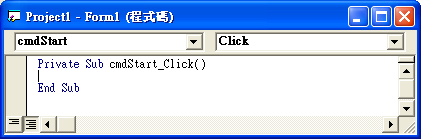 Project1 - Form1 (程式碼)
cmdStart Click
Private Sub cmdStart_Click()
End Sub